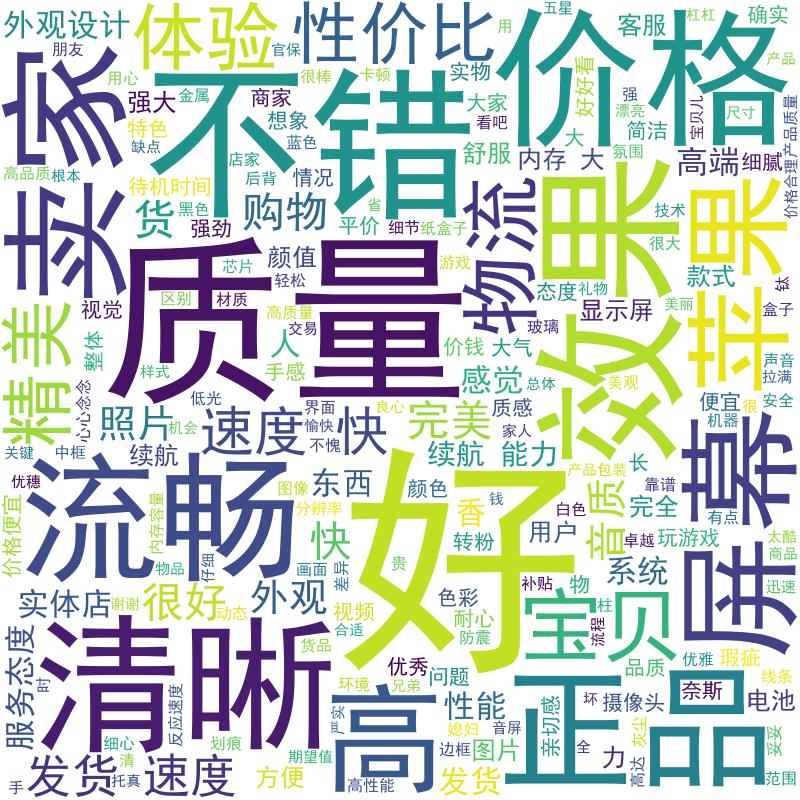 外观设计
朋友
体验
官保
性价比
五星
用
客服
杠杠
确实
产品
家
用心
很棒
卡顿
实物
好好看
强
漂亮
宝贝儿
尺寸
价格
强大
金属
商家
不错
大家
看吧
特色
缺点
想象
蓝色
舒服
大
简洁
氛围
店家
后背
情况
内存
大
高端
细腻
价格合理
产品质量
高品质
根本
待机时间
省
卖
货
黑色
强劲
购物
平价
细节
纸盒子
物流
效果
技术
很大
苹果
芯片
颜值
轻松
游戏
态度
礼物
款式
钛
视觉
区别
材质
质量
高质量
交易
玻璃
显示屏
美丽
盒子
精美
整体
人
手感
价钱
大气
感觉
总体
美观
声音
拉满
样式
心心念念
低光
界面
愉快
良心
质感
家人
便宜
很
安全
机器
照片
机会
速度
不愧
快
完美
关键
中框
续航
续航
能力
产品包装
长
靠谱
有点
屏幕
优穗
流畅
东西
图像
颜色
香
音质
完全
白色
卓越
玩游戏
太酷
商品
价格便宜
内存容量
分辨率
钱
用户
物品
仔细
快
画面
差异
贵
好
转粉
补贴
物
系统
迅速
实体店
谢谢
很好
动态
外观
视频
合适
色彩
耐心
防震
宝贝
流程
柱
服务态度
时
清晰
货品
环境
兄弟
优秀
问题
品质
优雅
瑕疵
线条
反应速度
严实
高
性能
正品
亲切感
坏
摄像头
奈斯
电池
细心
划痕
期望值
媳妇
音屏
边框
图片
全
灰尘
妥妥
清
手
发货
托真
速度
方便
高性能
发货
力
高达
范围